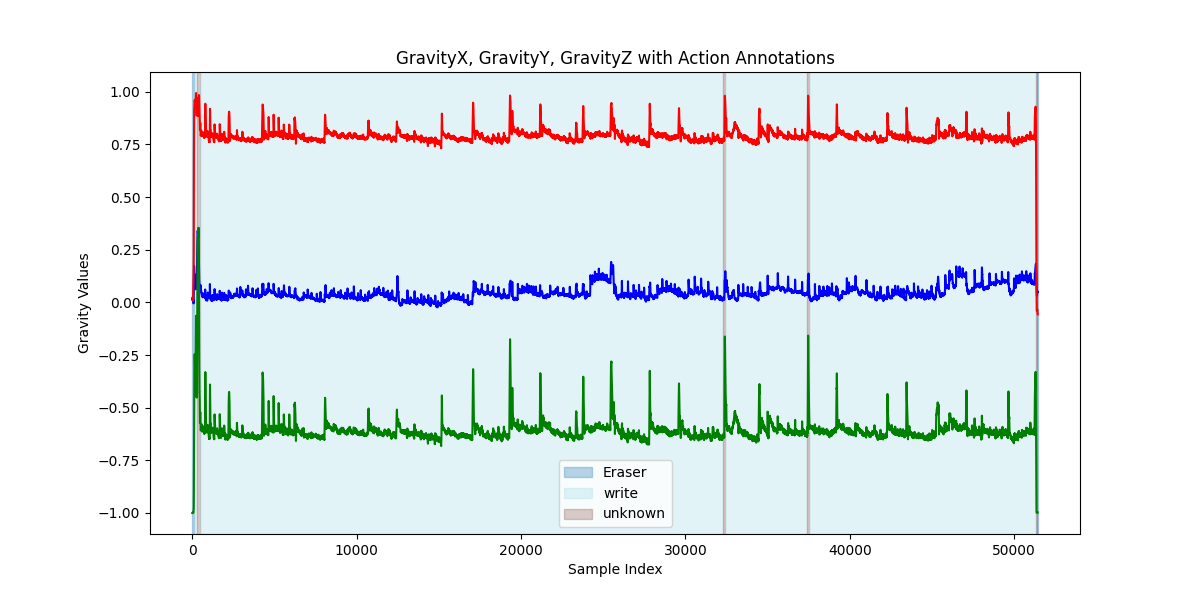 GravityX, GravityY, GravityZ with Action Annotations
1.00
0.75
0.50
0.25
0.00
−0.25
−0.50
−0.75
−1.00
Gravity Values
Eraser
write
unknown
0 10000 20000 30000 40000 50000
Sample Index